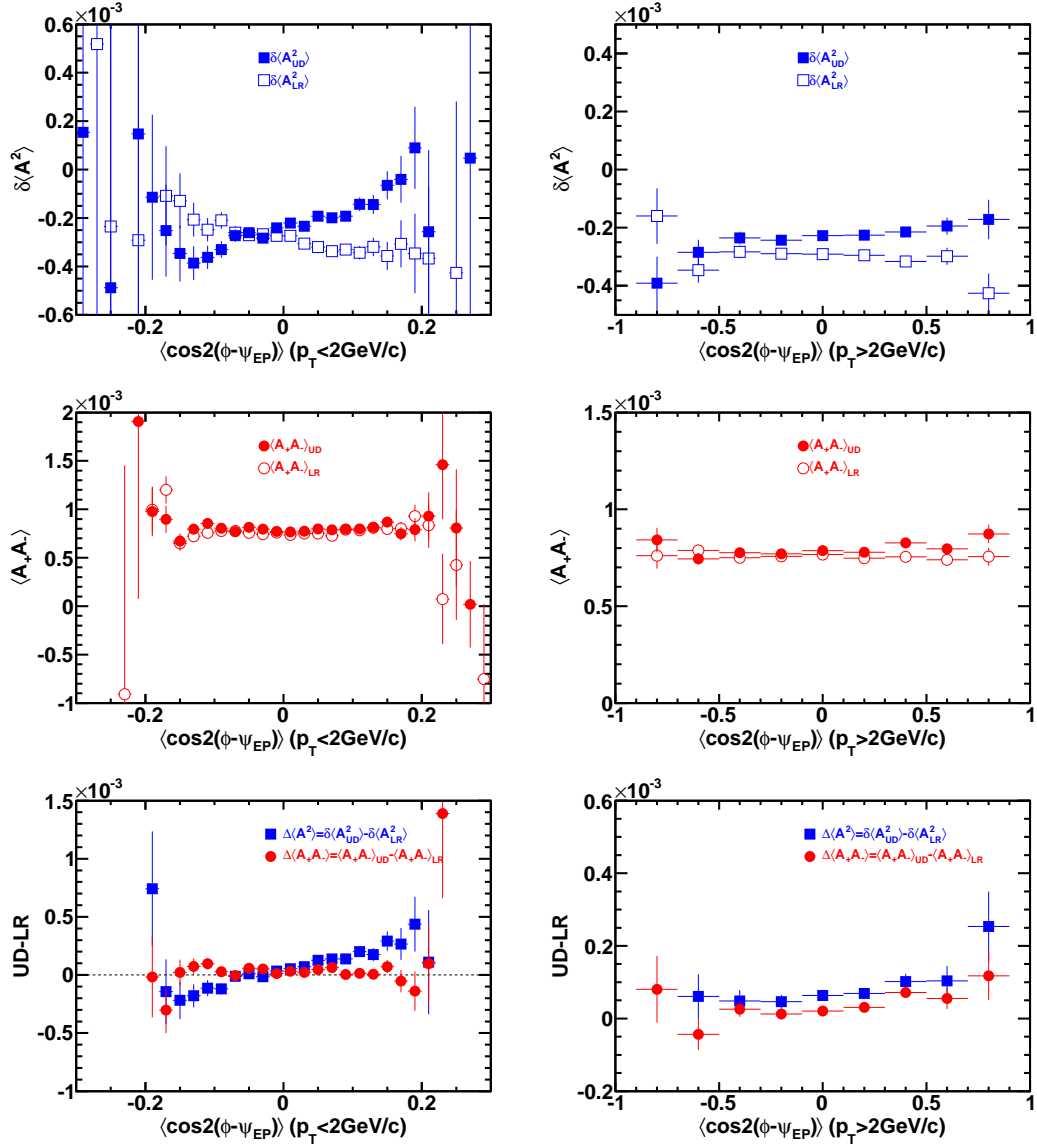 ×10⁻³
0.6
0.4
0.2
0
-0.2
-0.4
-0.6
δ⟨A²⟩
δ⟨A²_UD⟩
δ⟨A²_LR⟩
-0.2 0 0.2
⟨cos2(φ-ψ_EP)⟩ (p_T<2GeV/c)
×10⁻³
0.4
0.2
0
-0.2
-0.4
δ⟨A²⟩
δ⟨A²_UD⟩
δ⟨A²_LR⟩
-1 -0.5 0 0.5 1
⟨cos2(φ-ψ_EP)⟩ (p_T>2GeV/c)
×10⁻³
2
1.5
1
0.5
0
-0.5
-1
⟨A₊A₋⟩
⟨A₊A₋⟩_UD
⟨A₊A₋⟩_LR
-0.2 0 0.2
⟨cos2(φ-ψ_EP)⟩ (p_T<2GeV/c)
×10⁻³
1.5
1
0.5
0
⟨A₊A₋⟩
⟨A₊A₋⟩_UD
⟨A₊A₋⟩_LR
-1 -0.5 0 0.5 1
⟨cos2(φ-ψ_EP)⟩ (p_T>2GeV/c)
×10⁻³
1.5
1
0.5
0
-0.5
-1
UD-LR
Δ⟨A²⟩=δ⟨A²_UD⟩-δ⟨A²_LR⟩
Δ⟨A₊A₋⟩=⟨A₊A₋⟩_UD-⟨A₊A₋⟩_LR
-0.2 0 0.2
⟨cos2(φ-ψ_EP)⟩ (p_T<2GeV/c)
×10⁻³
0.6
0.4
0.2
0
-0.2
UD-LR
Δ⟨A²⟩=δ⟨A²_UD⟩-δ⟨A²_LR⟩
Δ⟨A₊A₋⟩=⟨A₊A₋⟩_UD-⟨A₊A₋⟩_LR
-1 -0.5 0 0.5 1
⟨cos2(φ-ψ_EP)⟩ (p_T>2GeV/c)